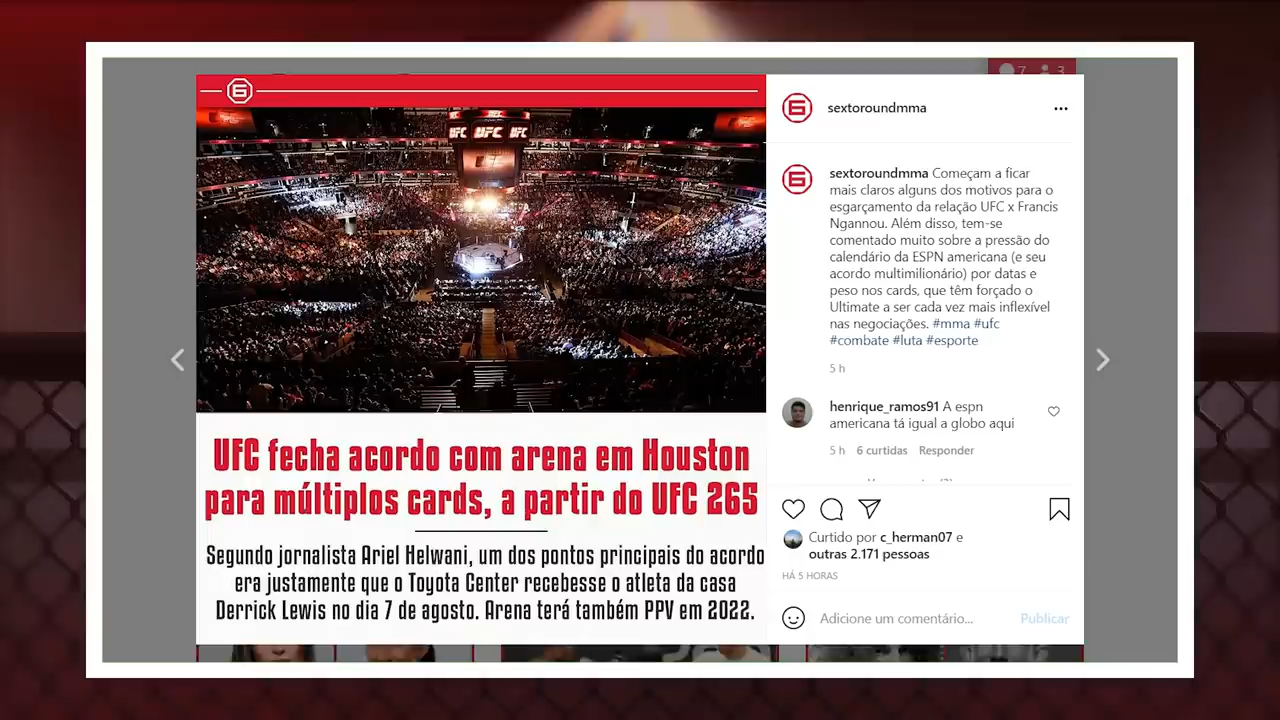 7 3
6
UFC UFC UFC
UFC fecha acordo com arena em Houston
para múltiplos cards, a partir do UFC 265
Segundo jornalista Ariel Helwani, um dos pontos principais do acordo
era justamente que o Toyota Center recebesse o atleta da casa
Derrick Lewis no dia 7 de agosto. Arena terá também PPV em 2022.
6 sextoroundmma
6 sextoroundmma Começam a ficar
mais claros alguns dos motivos para o
esgarçamento da relação UFC x Francis
Ngannou. Além disso, tem-se
comentado muito sobre a pressão do
calendário da ESPN americana (e seu
acordo multimilionário) por datas e
peso nos cards, que têm forçado o
Ultimate a ser cada vez mais inflexível
nas negociações. #mma #ufc
#combate #luta #esporte
5 h
henrique_ramos91 A espn
americana tá igual a globo aqui
5 h 6 curtidas Responder
Curtido por c_herman07 e
outras 2.171 pessoas
HÁ 5 HORAS
Adicione um comentário... Publicar